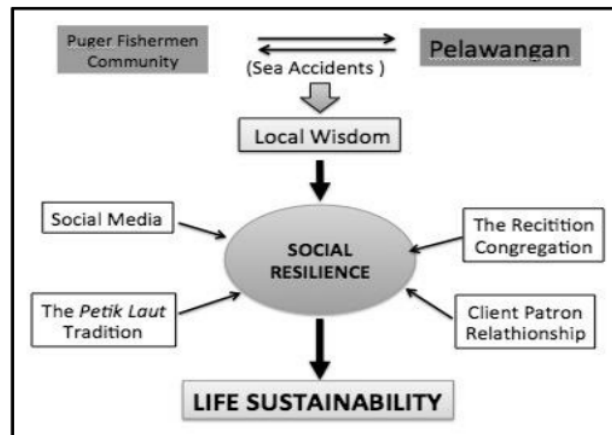 Puger Fishermen
Community
Pelawangan
(Sea Accidents )
Local Wisdom
Social Media
SOCIAL
RESILIENCE
The Recitition
Congregation
The Petik Laut
Tradition
Client Patron
Relathionship
LIFE SUSTAINABILITY